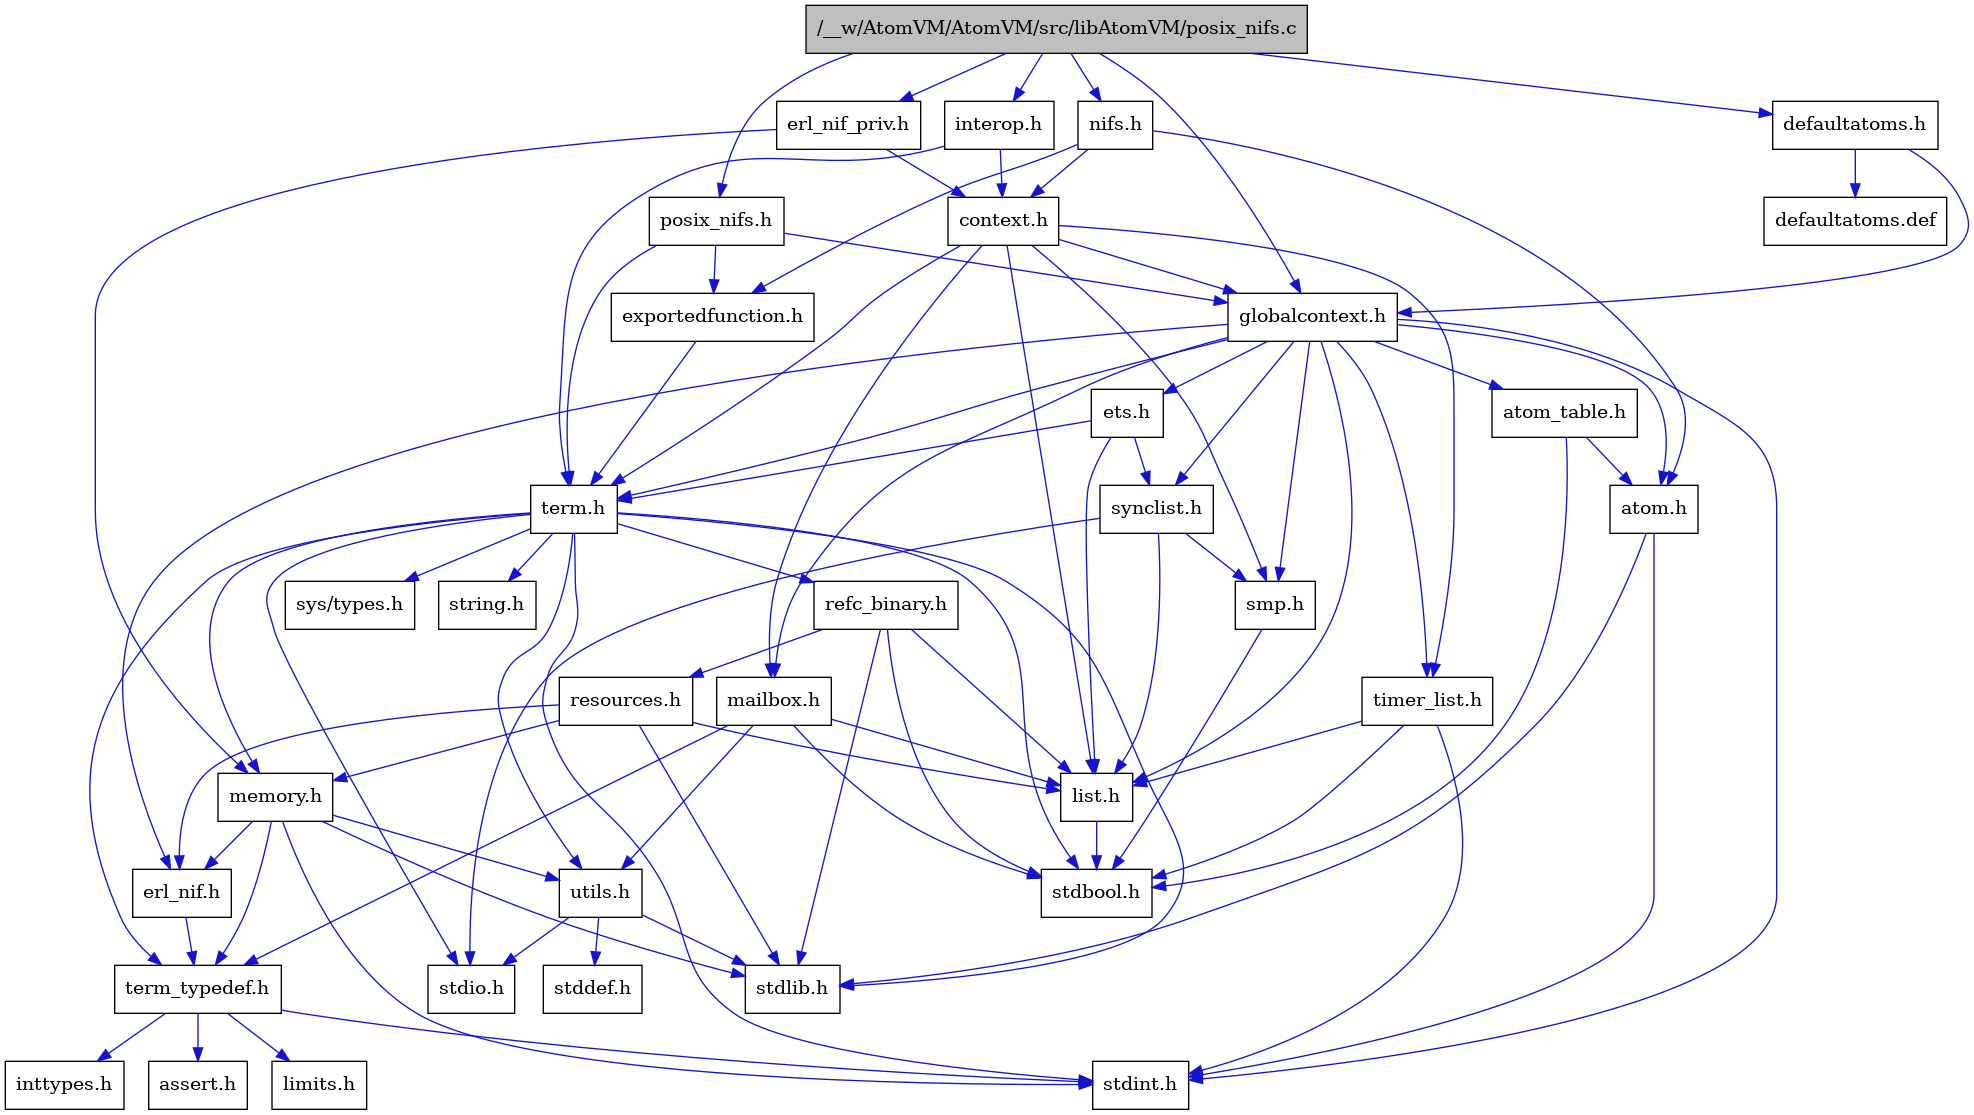 /__w/AtomVM/AtomVM/src/libAtomVM/posix_nifs.c
erl_nif_priv.h
interop.h
nifs.h
defaultatoms.h
posix_nifs.h
context.h
defaultatoms.def
exportedfunction.h
globalcontext.h
ets.h
atom_table.h
term.h
synclist.h
atom.h
sys/types.h
string.h
refc_binary.h
smp.h
resources.h
mailbox.h
timer_list.h
memory.h
list.h
erl_nif.h
utils.h
stdbool.h
term_typedef.h
stdio.h
stddef.h
stdlib.h
inttypes.h
assert.h
limits.h
stdint.h